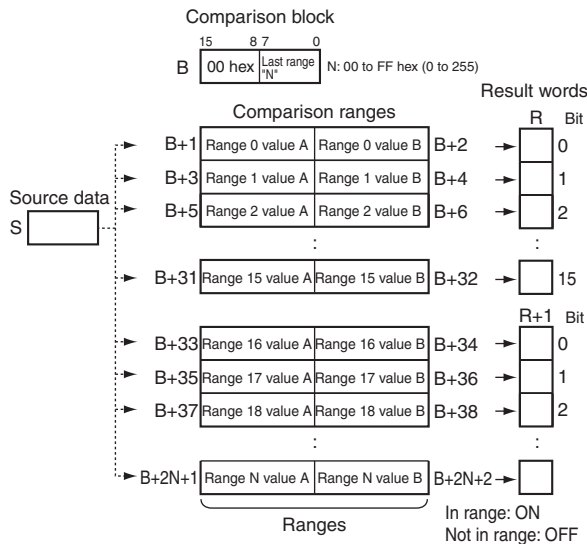 Comparison block
15 8 7 0
B 00 hex Last range "N" N: 00 to FF hex (0 to 255)
Result words
Comparison ranges R Bit
B+1 Range 0 value A Range 0 value B B+2 0
B+3 Range 1 value A Range 1 value B B+4 1
Source data
B+5 Range 2 value A Range 2 value B B+6 2
S
:
:
B+31 Range 15 value A Range 15 value B B+32 15
R+1 Bit
B+33 Range 16 value A Range 16 value B B+34 0
B+35 Range 17 value A Range 17 value B B+36 1
B+37 Range 18 value A Range 18 value B B+38 2
:
:
B+2N+1 Range N value A Range N value B B+2N+2
In range: ON
Ranges
Not in range: OFF